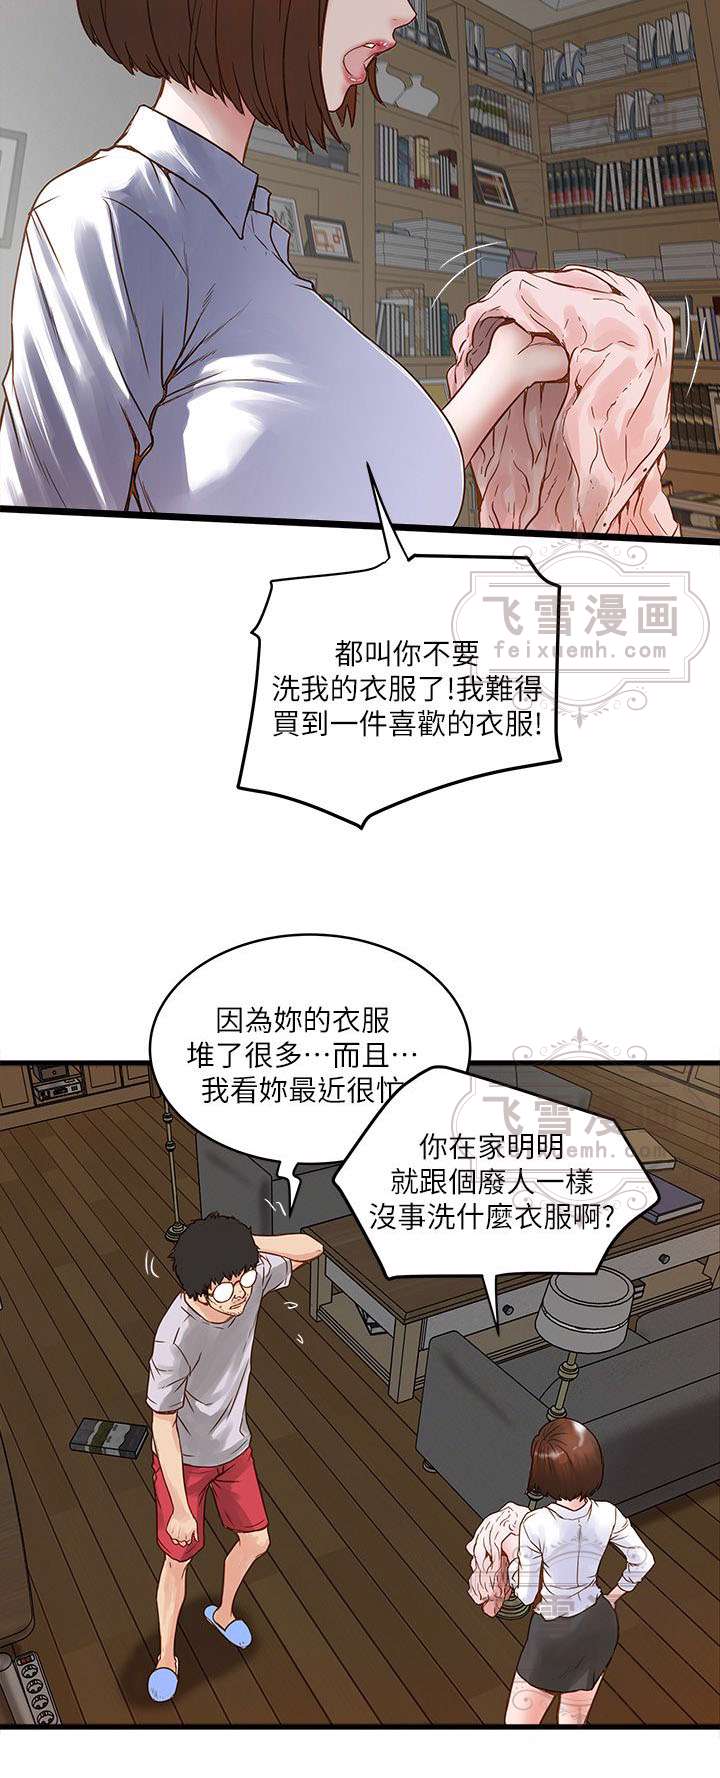 飞雪漫画
feixuemh.com
都叫你不要
洗我的衣服了!我難得
買到一件喜歡的衣服!
因為妳的衣服
堆了很多⋯而且⋯
我看妳最近很忙
你在家明明
就跟個廢人一樣
沒事洗什麼衣服啊?